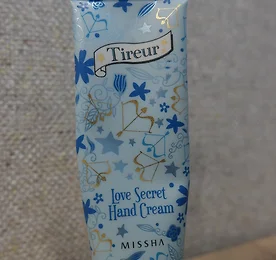 Tireur
Love Secret
Hand Cream
MISSHA